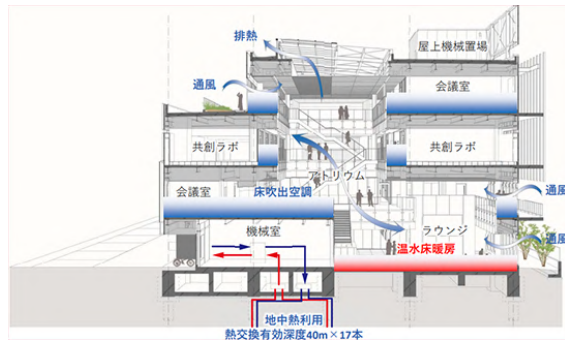 排熱
屋上機械置場
通風
会議室
共創ラボ
共創ラボ
アトリウム
会議室
床吹出空調
通風
機械室
ラウンジ
通風
温水床暖房
地中熱利用
熱交換有効深度40m×17本